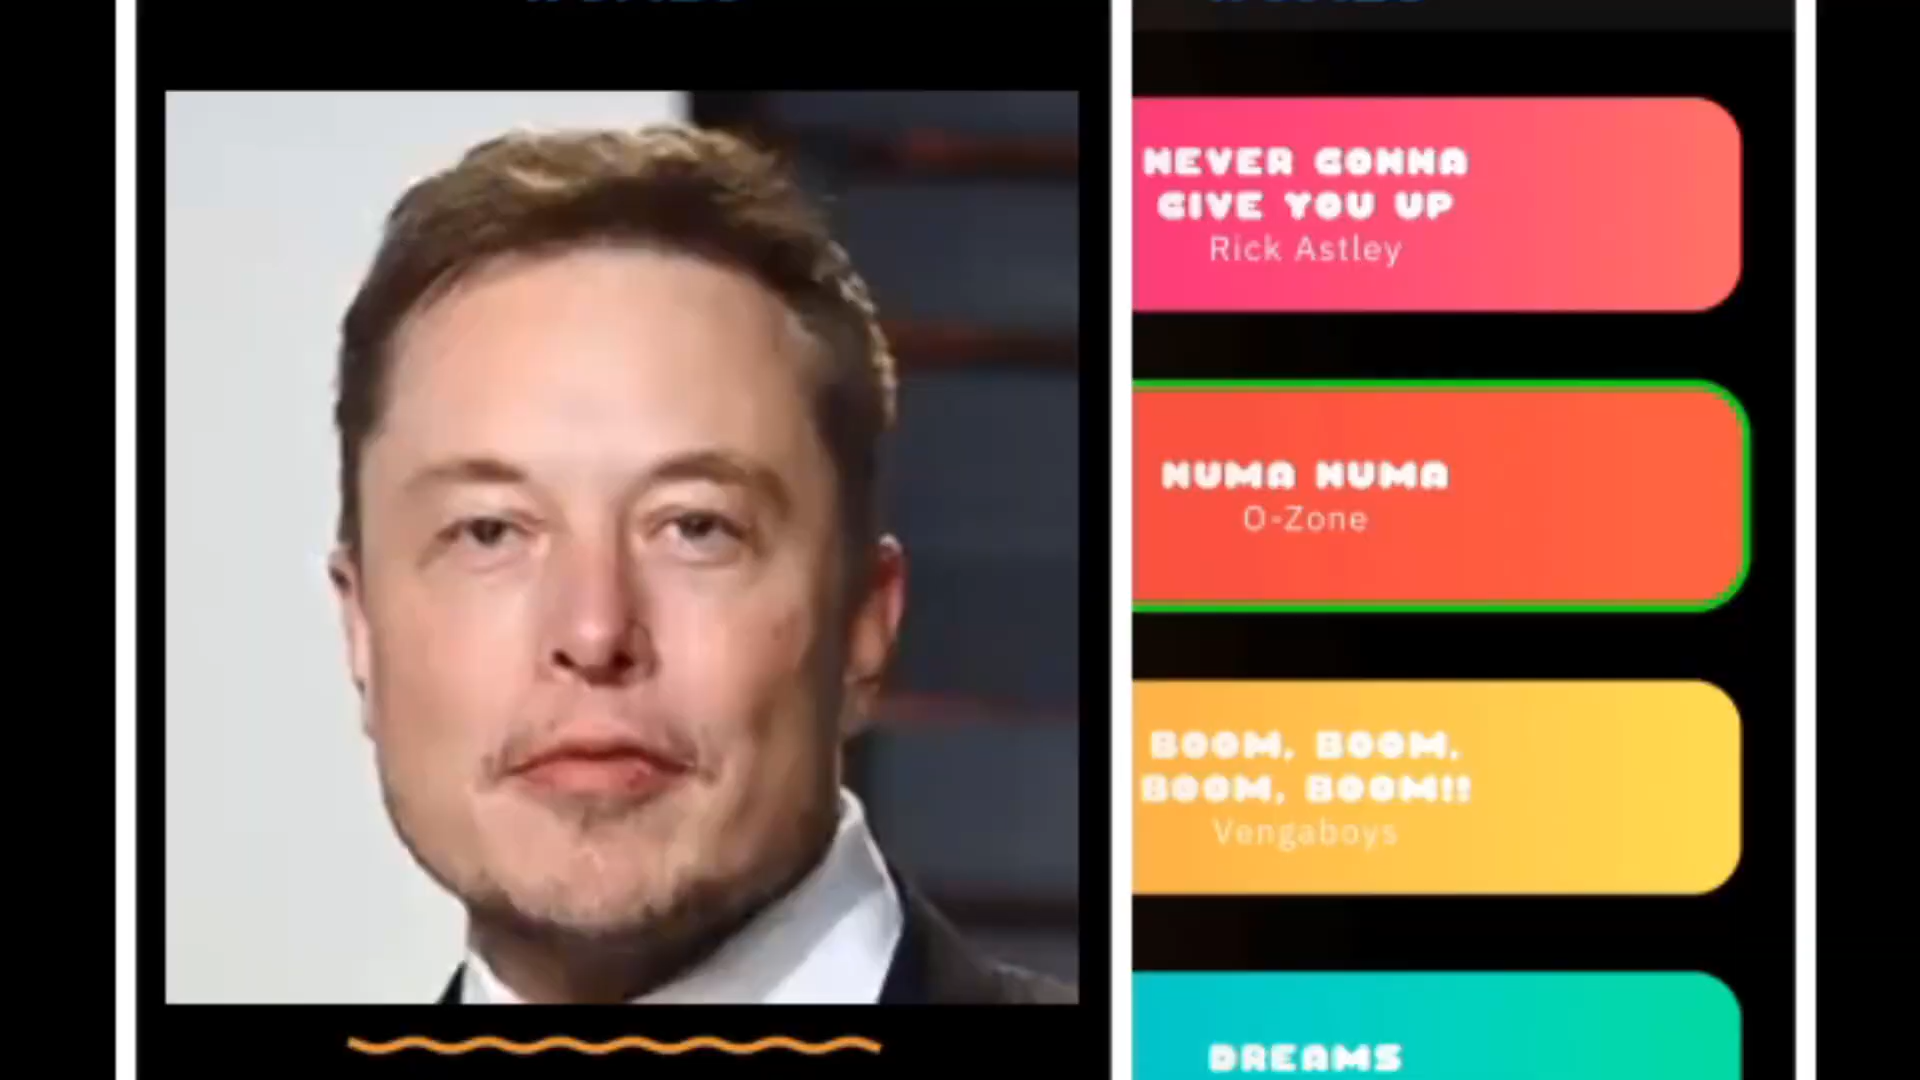 NEVER GONNA
GIVE YOU UP
Rick Astley
NUMA NUMA
O-Zone
BOOM, BOOM,
BOOM, BOOM!!
Vengaboys
DREAMS